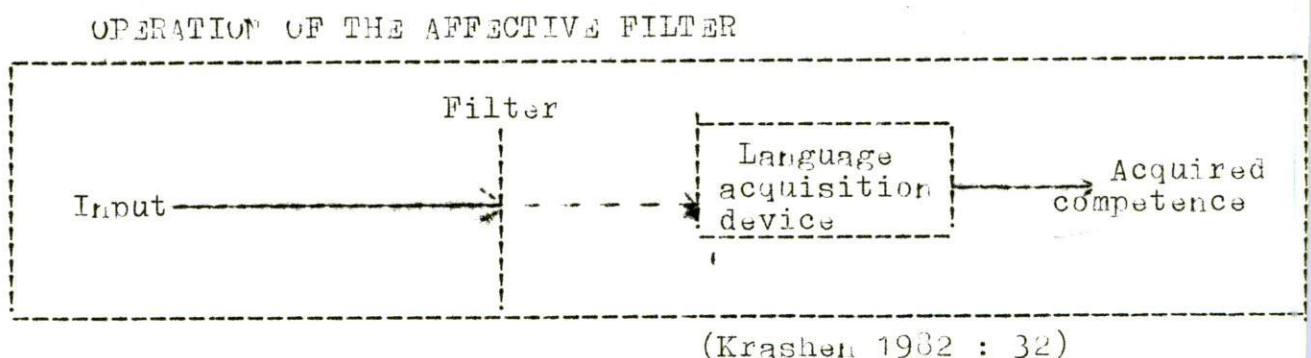 OPERATION OF THE AFFECTIVE FILTER
Filter
Input
Language
acquisition
device
Acquired
competence
(Krashen 1982 : 32)